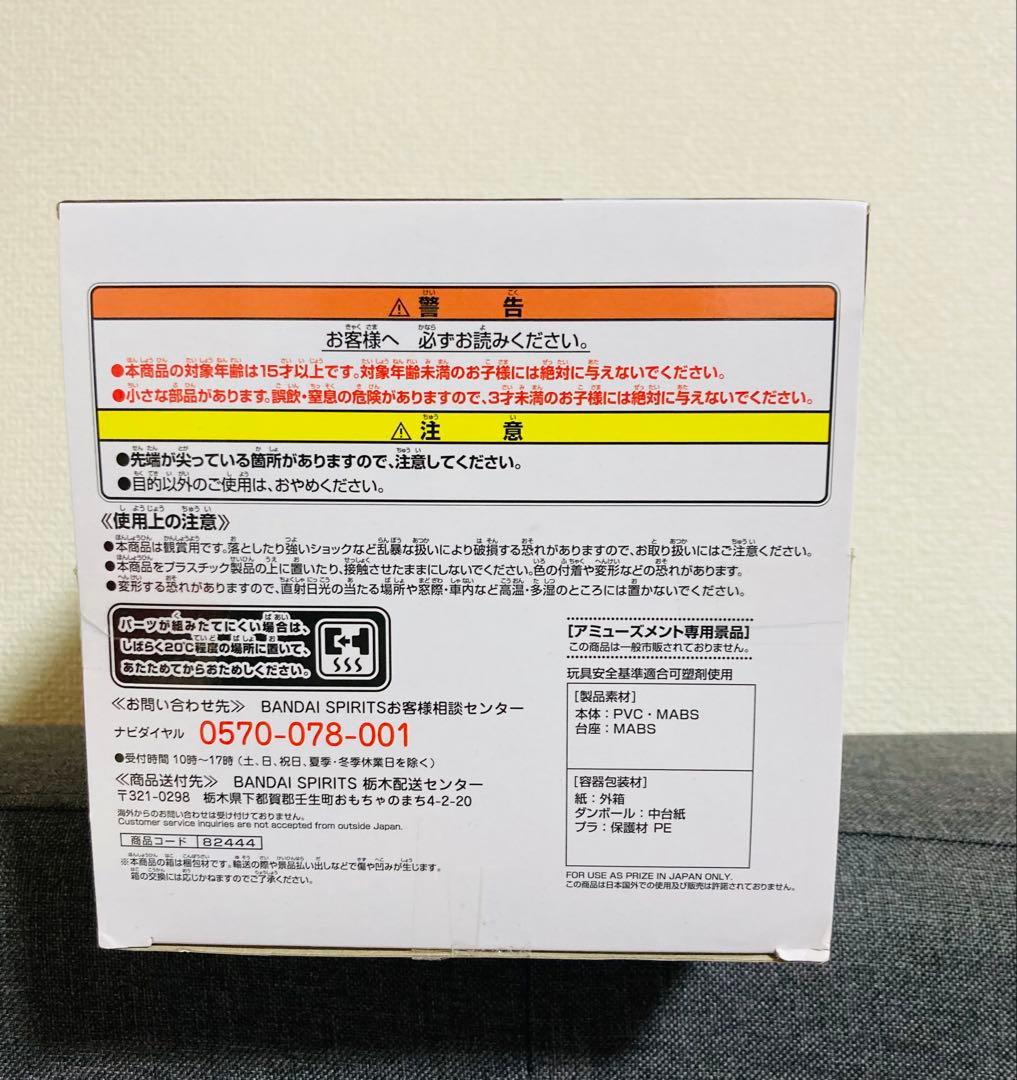 ⚠警告
お客様へ 必ずお読みください。
●本商品の対象年齢は15才以上です。対象年齢未満のお子様には絶対に与えないでください。
●小さな部品があります。誤飲・窒息の危険がありますので、3才未満のお子様には絶対に与えないでください。
⚠注意
●先端が尖っている箇所がありますので、注意してください。
●目的以外のご使用は、おやめください。
《使用上の注意》
●本商品は観賞用です。落としたり強いショックなど乱暴な扱いにより破損する恐れがありますので、お取り扱いにはご注意ください。
●本商品をプラスチック製品の上に置いたり、接触させたままにしないでください。色の付着や変形などの恐れがあります。
●変形する恐れがありますので、直射日光の当たる場所や窓際・車内など高温・多湿のところには置かないでください。
パーツが組みたてにくい場合は、
しばらく20℃程度の場所に置いて、
あたためてからおためしください。
《お問い合わせ先》 BANDAI SPIRITSお客様相談センター
ナビダイヤル 0570-078-001
●受付時間 10時〜17時（土、日、祝日、夏季・冬季休業日を除く）
《商品送付先》 BANDAI SPIRITS 栃木配送センター
〒321-0298 栃木県下都賀郡壬生町おもちゃのまち4-2-20
海外からのお問い合わせは受け付けておりません。
Customer service inquiries are not accepted from outside Japan.
商品コード 82444
※本商品の箱は梱包材です。輸送の際や景品払い出しなどで傷や凹みが生じます。
箱の交換には応じかねますのでご了承ください。
[アミューズメント専用景品]
この商品は一般市販されておりません。
玩具安全基準適合可塑剤使用
[製品素材]
本体：PVC・MABS
台座：MABS
[容器包装材]
紙：外箱
ダンボール：中台紙
プラ：保護材 PE
FOR USE AS PRIZE IN JAPAN ONLY.
この商品は日本国外での使用及び販売は許諾されておりません。